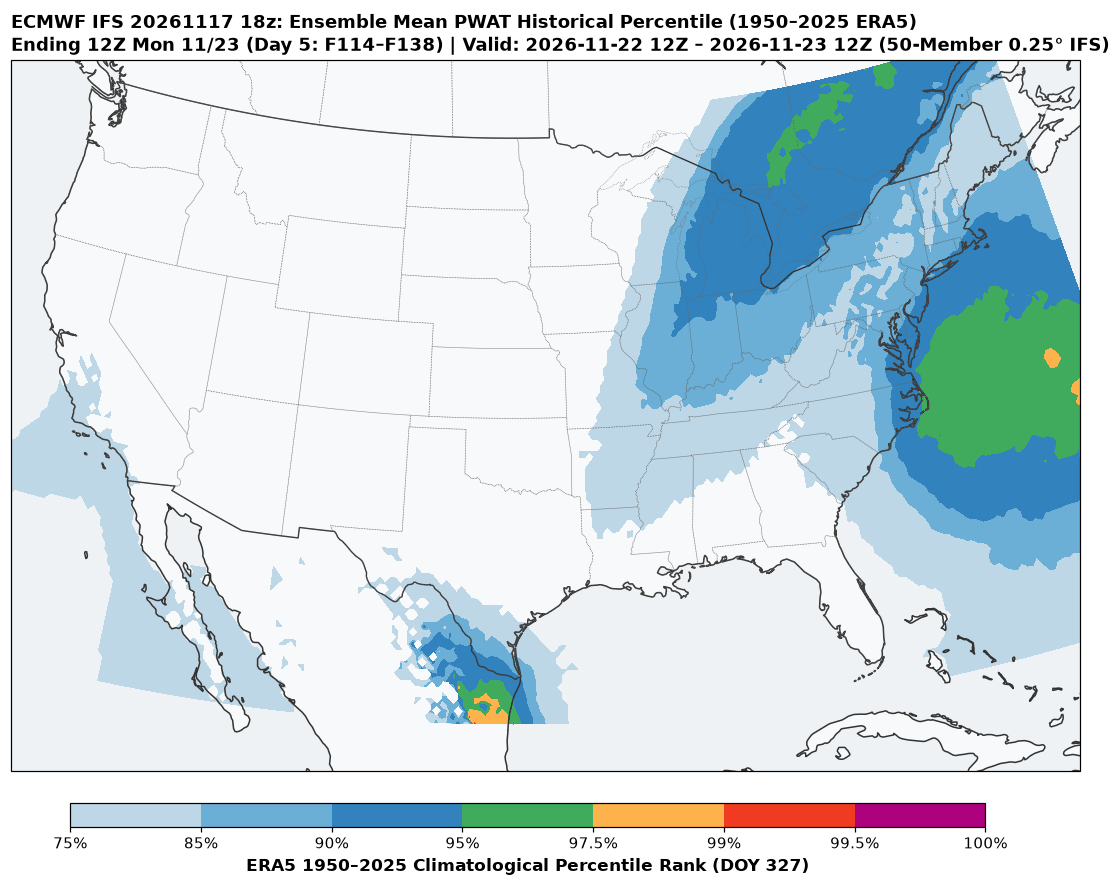 ECMWF IFS 20261117 18z: Ensemble Mean PWAT Historical Percentile (1950–2025 ERA5)
Ending 12Z Mon 11/23 (Day 5: F114–F138) | Valid: 2026-11-22 12Z – 2026-11-23 12Z (50-Member 0.25° IFS)
75% 85% 90% 95% 97.5% 99% 99.5% 100%
ERA5 1950–2025 Climatological Percentile Rank (DOY 327)